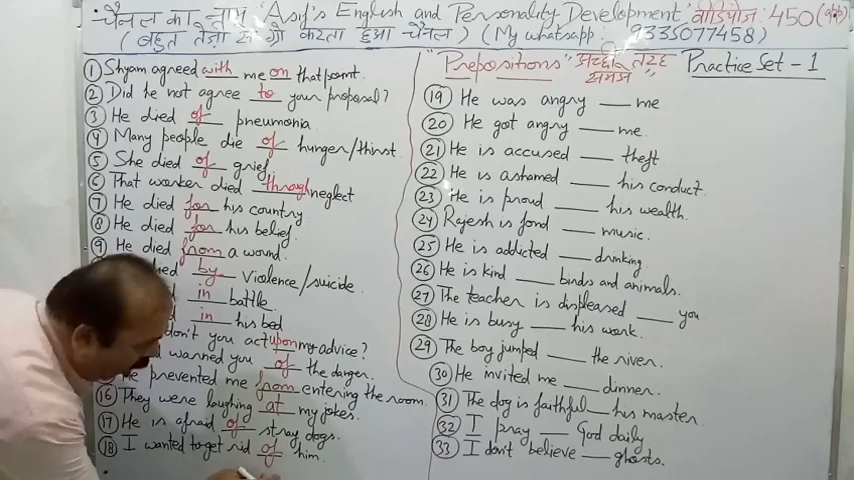 चैनल का नाम "Asif's English and Personality Development" वीडियोज: 450 (app)
(बहुत तेज़ी से ग्रो करता हुआ चैनल) (My whatsapp: 9335077458)
① Shyam agreed with me on that point.
② Did he not agree to your proposal?
③ He died of pneumonia
④ Many people die of hunger/thirst
⑤ She died of grief.
⑥ That worker died through neglect
⑦ He died for his country.
⑧ He died for his belief.
⑨ He died from a wound.
died by violence/suicide
in battle
in his bed
don't you act upon my advice?
warned you of the danger.
He prevented me from entering the room.
⑯ They were laughing at my jokes.
⑰ He is afraid of stray dogs.
⑱ I wanted to get rid of him.
"Prepositions" अच्छी तरह समझें" Practice Set - 1
⑲ He was angry ___ me
⑳ He got angry ___ me.
㉑ He is accused ___ theft
㉒ He is ashamed ___ his conduct.
㉓ He is proud ___ his wealth.
㉔ Rajesh is fond ___ music.
㉕ He is addicted ___ drinking.
㉖ He is kind ___ birds and animals.
㉗ The teacher is displeased ___ you
㉘ He is busy ___ his work.
㉙ The boy jumped ___ the river.
㉚ He invited me ___ dinner.
㉛ The dog is faithful ___ his master.
㉜ I pray ___ God daily
㉝ I don't believe ___ ghosts.